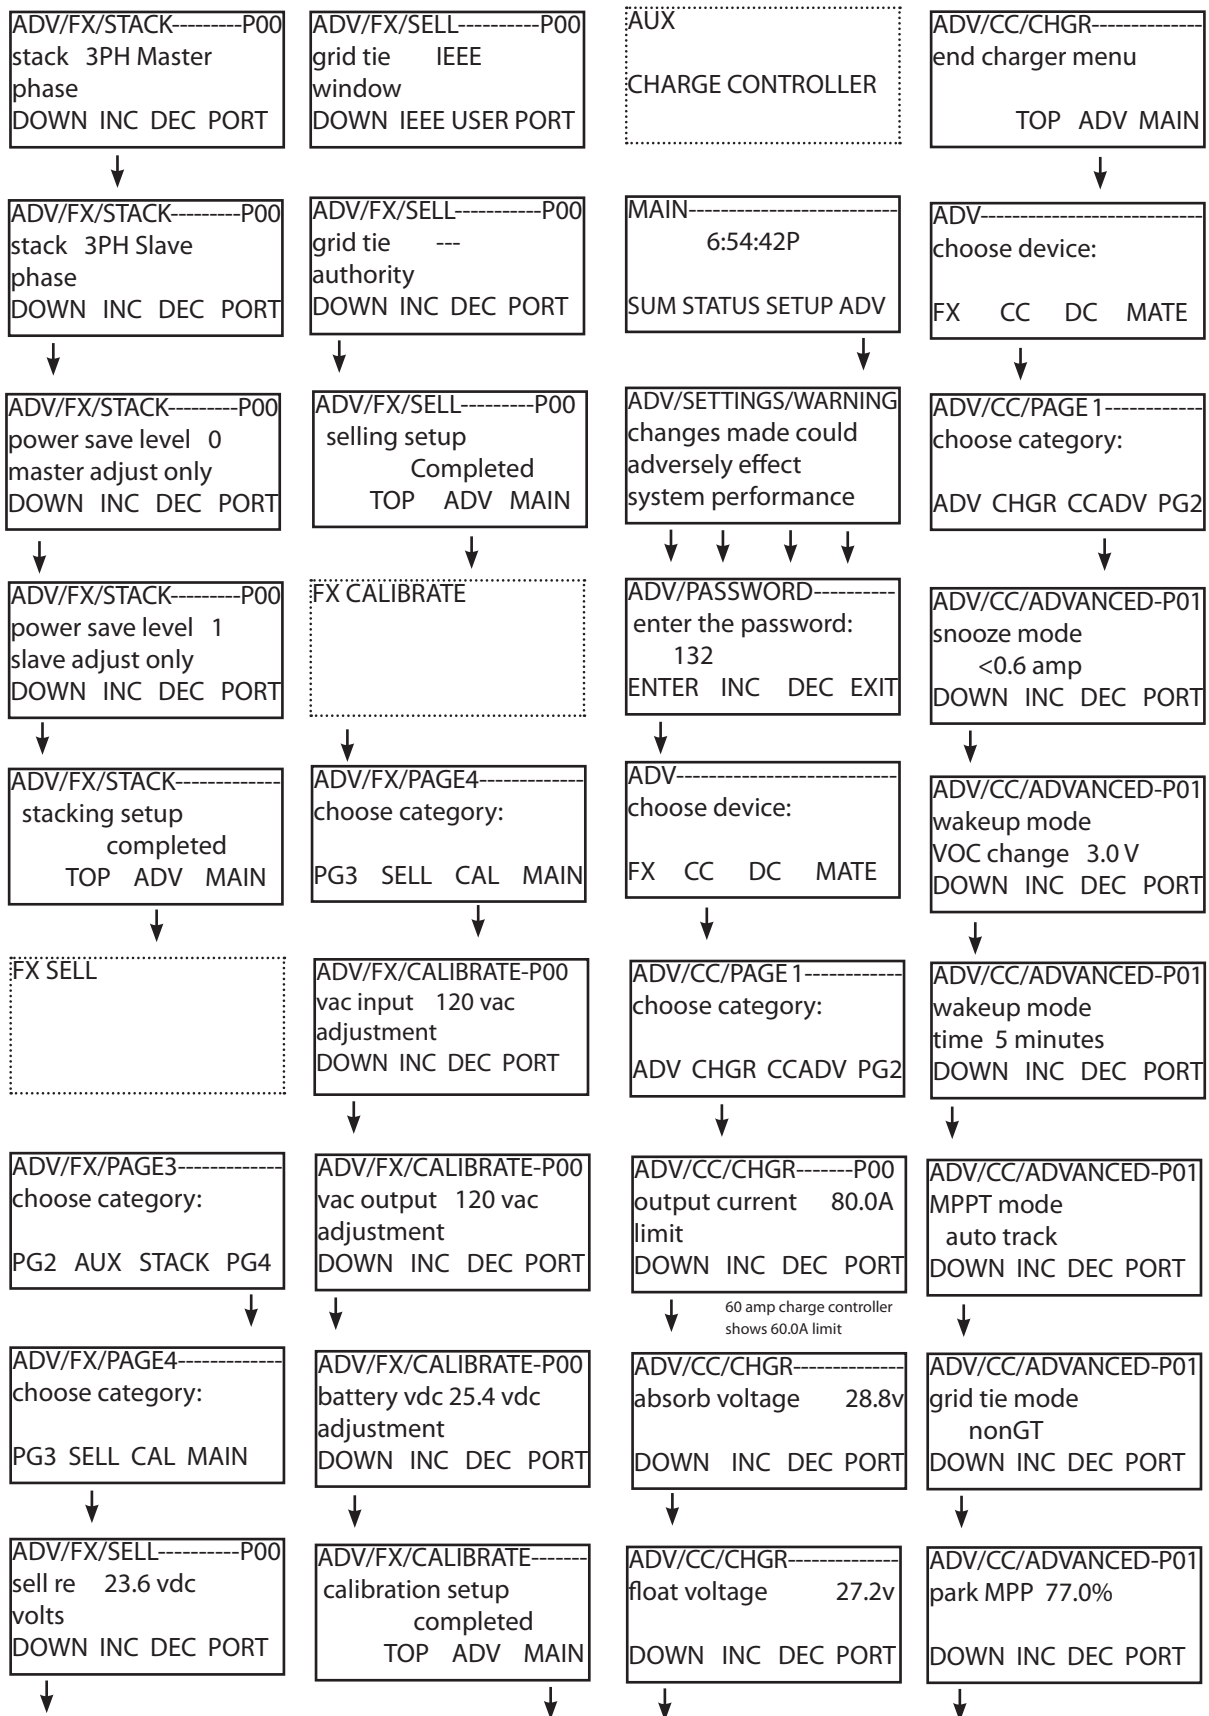 ADV/FX/STACK---------P00
stack 3PH Master
phase
DOWN INC DEC PORT
ADV/FX/STACK---------P00
stack 3PH Slave
phase
DOWN INC DEC PORT
ADV/FX/STACK---------P00
power save level 0
master adjust only
DOWN INC DEC PORT
ADV/FX/STACK---------P00
power save level 1
slave adjust only
DOWN INC DEC PORT
ADV/FX/STACK-------------
stacking setup
completed
TOP ADV MAIN
FX SELL
ADV/FX/PAGE3-------------
choose category:
PG2 AUX STACK PG4
ADV/FX/PAGE4-------------
choose category:
PG3 SELL CAL MAIN
ADV/FX/SELL----------P00
sell re 23.6 vdc
volts
DOWN INC DEC PORT
ADV/FX/SELL----------P00
grid tie IEEE
window
DOWN IEEE USER PORT
ADV/FX/SELL-----------P00
grid tie ---
authority
DOWN INC DEC PORT
ADV/FX/SELL---------P00
selling setup
Completed
TOP ADV MAIN
FX CALIBRATE
ADV/FX/PAGE4-------------
choose category:
PG3 SELL CAL MAIN
ADV/FX/CALIBRATE-P00
vac input 120 vac
adjustment
DOWN INC DEC PORT
ADV/FX/CALIBRATE-P00
vac output 120 vac
adjustment
DOWN INC DEC PORT
ADV/FX/CALIBRATE-P00
battery vdc 25.4 vdc
adjustment
DOWN INC DEC PORT
ADV/FX/CALIBRATE-------
calibration setup
completed
TOP ADV MAIN
AUX
CHARGE CONTROLLER
MAIN--------------------------
6:54:42P
SUM STATUS SETUP ADV
ADV/SETTINGS/WARNING
changes made could
adversely effect
system performance
ADV/PASSWORD----------
enter the password:
132
ENTER INC DEC EXIT
ADV---------------------------
choose device:
FX CC DC MATE
ADV/CC/PAGE 1------------
choose category:
ADV CHGR CCADV PG2
ADV/CC/CHGR-------P00
output current 80.0A
limit
DOWN INC DEC PORT
60 amp charge controller
shows 60.0A limit
ADV/CC/CHGR--------------
absorb voltage 28.8v
DOWN INC DEC PORT
ADV/CC/CHGR--------------
float voltage 27.2v
DOWN INC DEC PORT
ADV/CC/CHGR--------------
end charger menu
TOP ADV MAIN
ADV---------------------------
choose device:
FX CC DC MATE
ADV/CC/PAGE 1------------
choose category:
ADV CHGR CCADV PG2
ADV/CC/ADVANCED-P01
snooze mode
<0.6 amp
DOWN INC DEC PORT
ADV/CC/ADVANCED-P01
wakeup mode
VOC change 3.0 V
DOWN INC DEC PORT
ADV/CC/ADVANCED-P01
wakeup mode
time 5 minutes
DOWN INC DEC PORT
ADV/CC/ADVANCED-P01
MPPT mode
auto track
DOWN INC DEC PORT
ADV/CC/ADVANCED-P01
grid tie mode
nonGT
DOWN INC DEC PORT
ADV/CC/ADVANCED-P01
park MPP 77.0%
DOWN INC DEC PORT